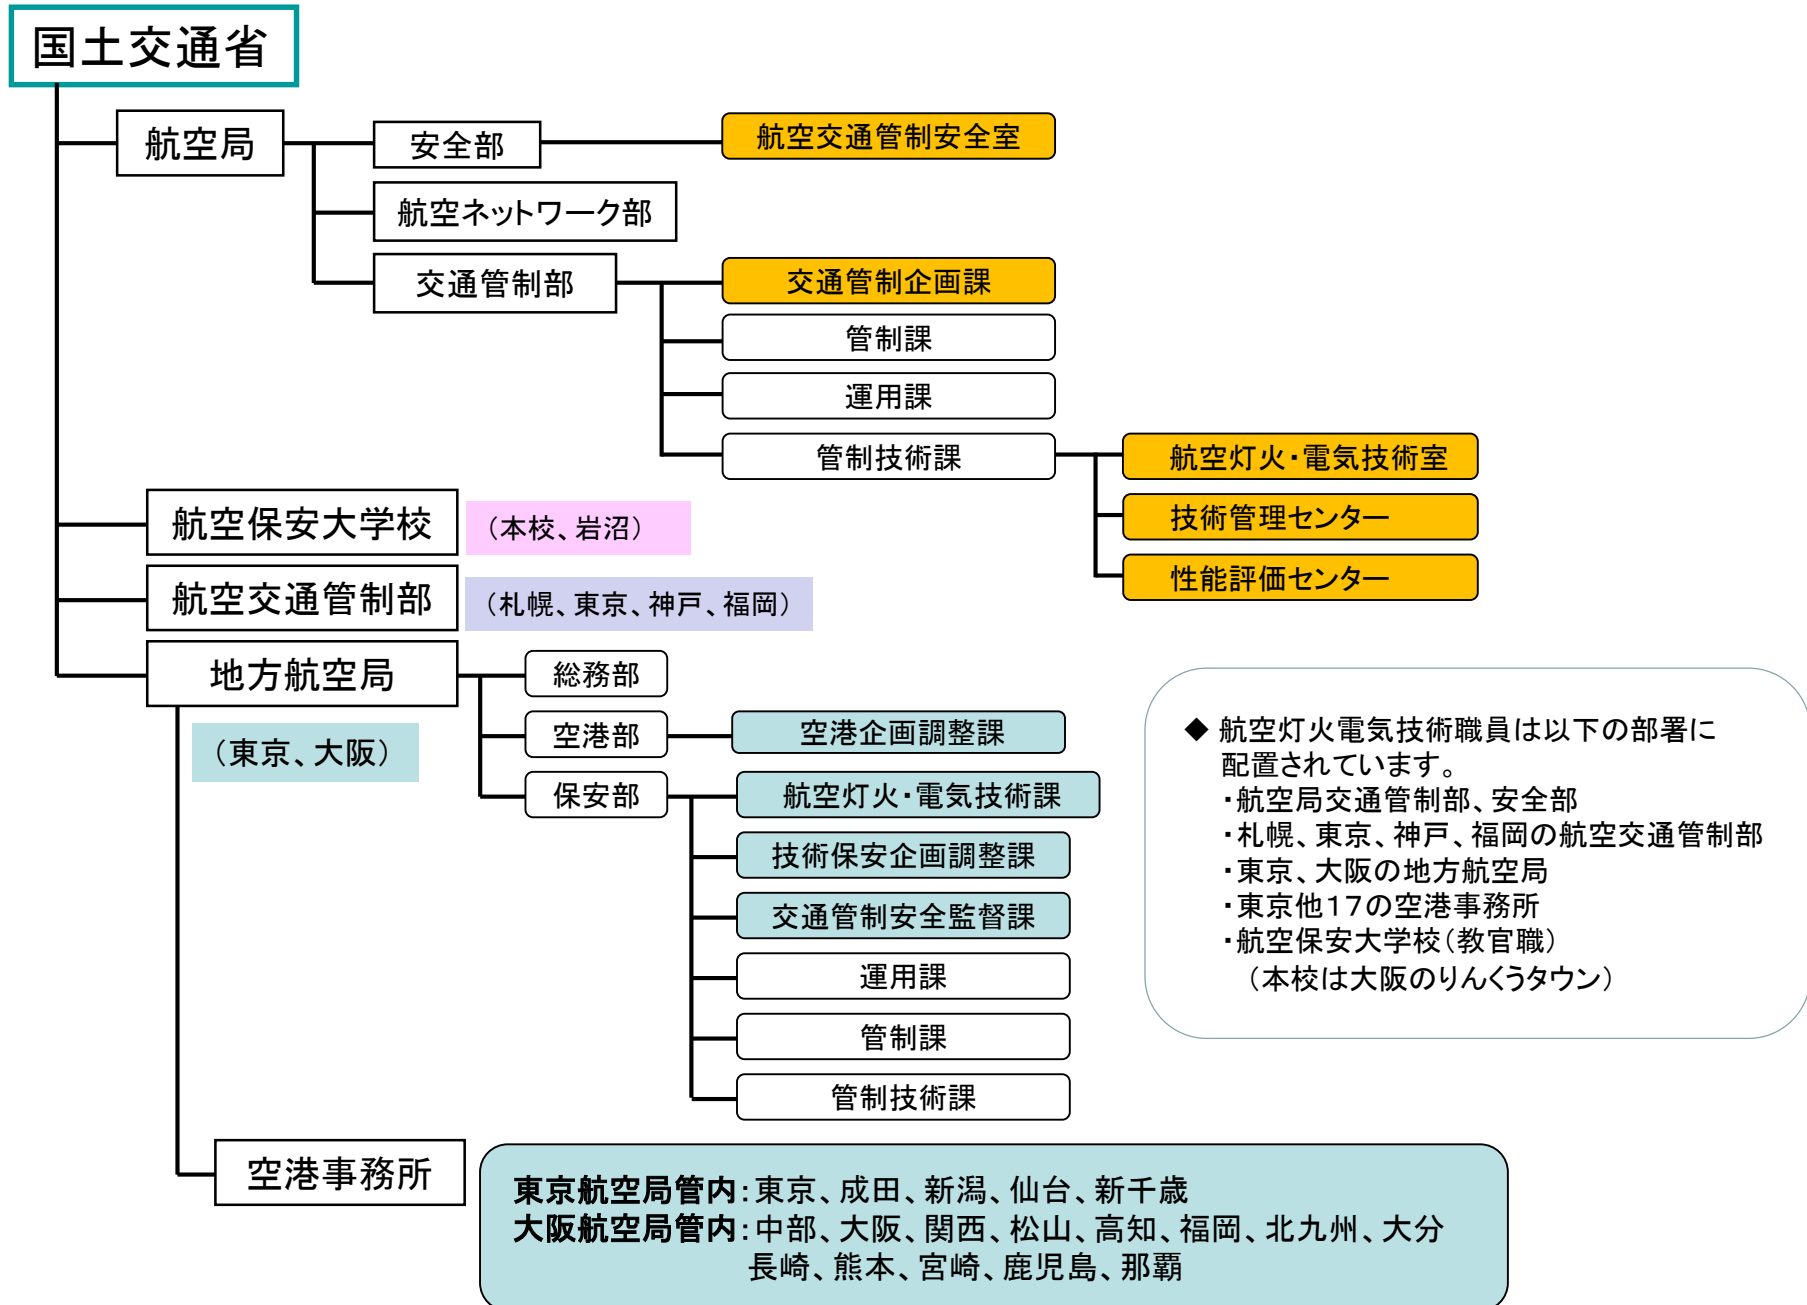 国土交通省
航空局
安全部
航空交通管制安全室
航空ネットワーク部
交通管制部
交通管制企画課
管制課
運用課
管制技術課
航空灯火・電気技術室
技術管理センター
性能評価センター
航空保安大学校
（本校、岩沼）
航空交通管制部
（札幌、東京、神戸、福岡）
地方航空局
（東京、大阪）
総務部
空港部
空港企画調整課
保安部
航空灯火・電気技術課
技術保安企画調整課
交通管制安全監督課
運用課
管制課
管制技術課
◆ 航空灯火電気技術職員は以下の部署に
配置されています。
・航空局交通管制部、安全部
・札幌、東京、神戸、福岡の航空交通管制部
・東京、大阪の地方航空局
・東京他１７の空港事務所
・航空保安大学校（教官職）
（本校は大阪のりんくうタウン）
空港事務所
東京航空局管内：東京、成田、新潟、仙台、新千歳
大阪航空局管内：中部、大阪、関西、松山、高知、福岡、北九州、大分
長崎、熊本、宮崎、鹿児島、那覇